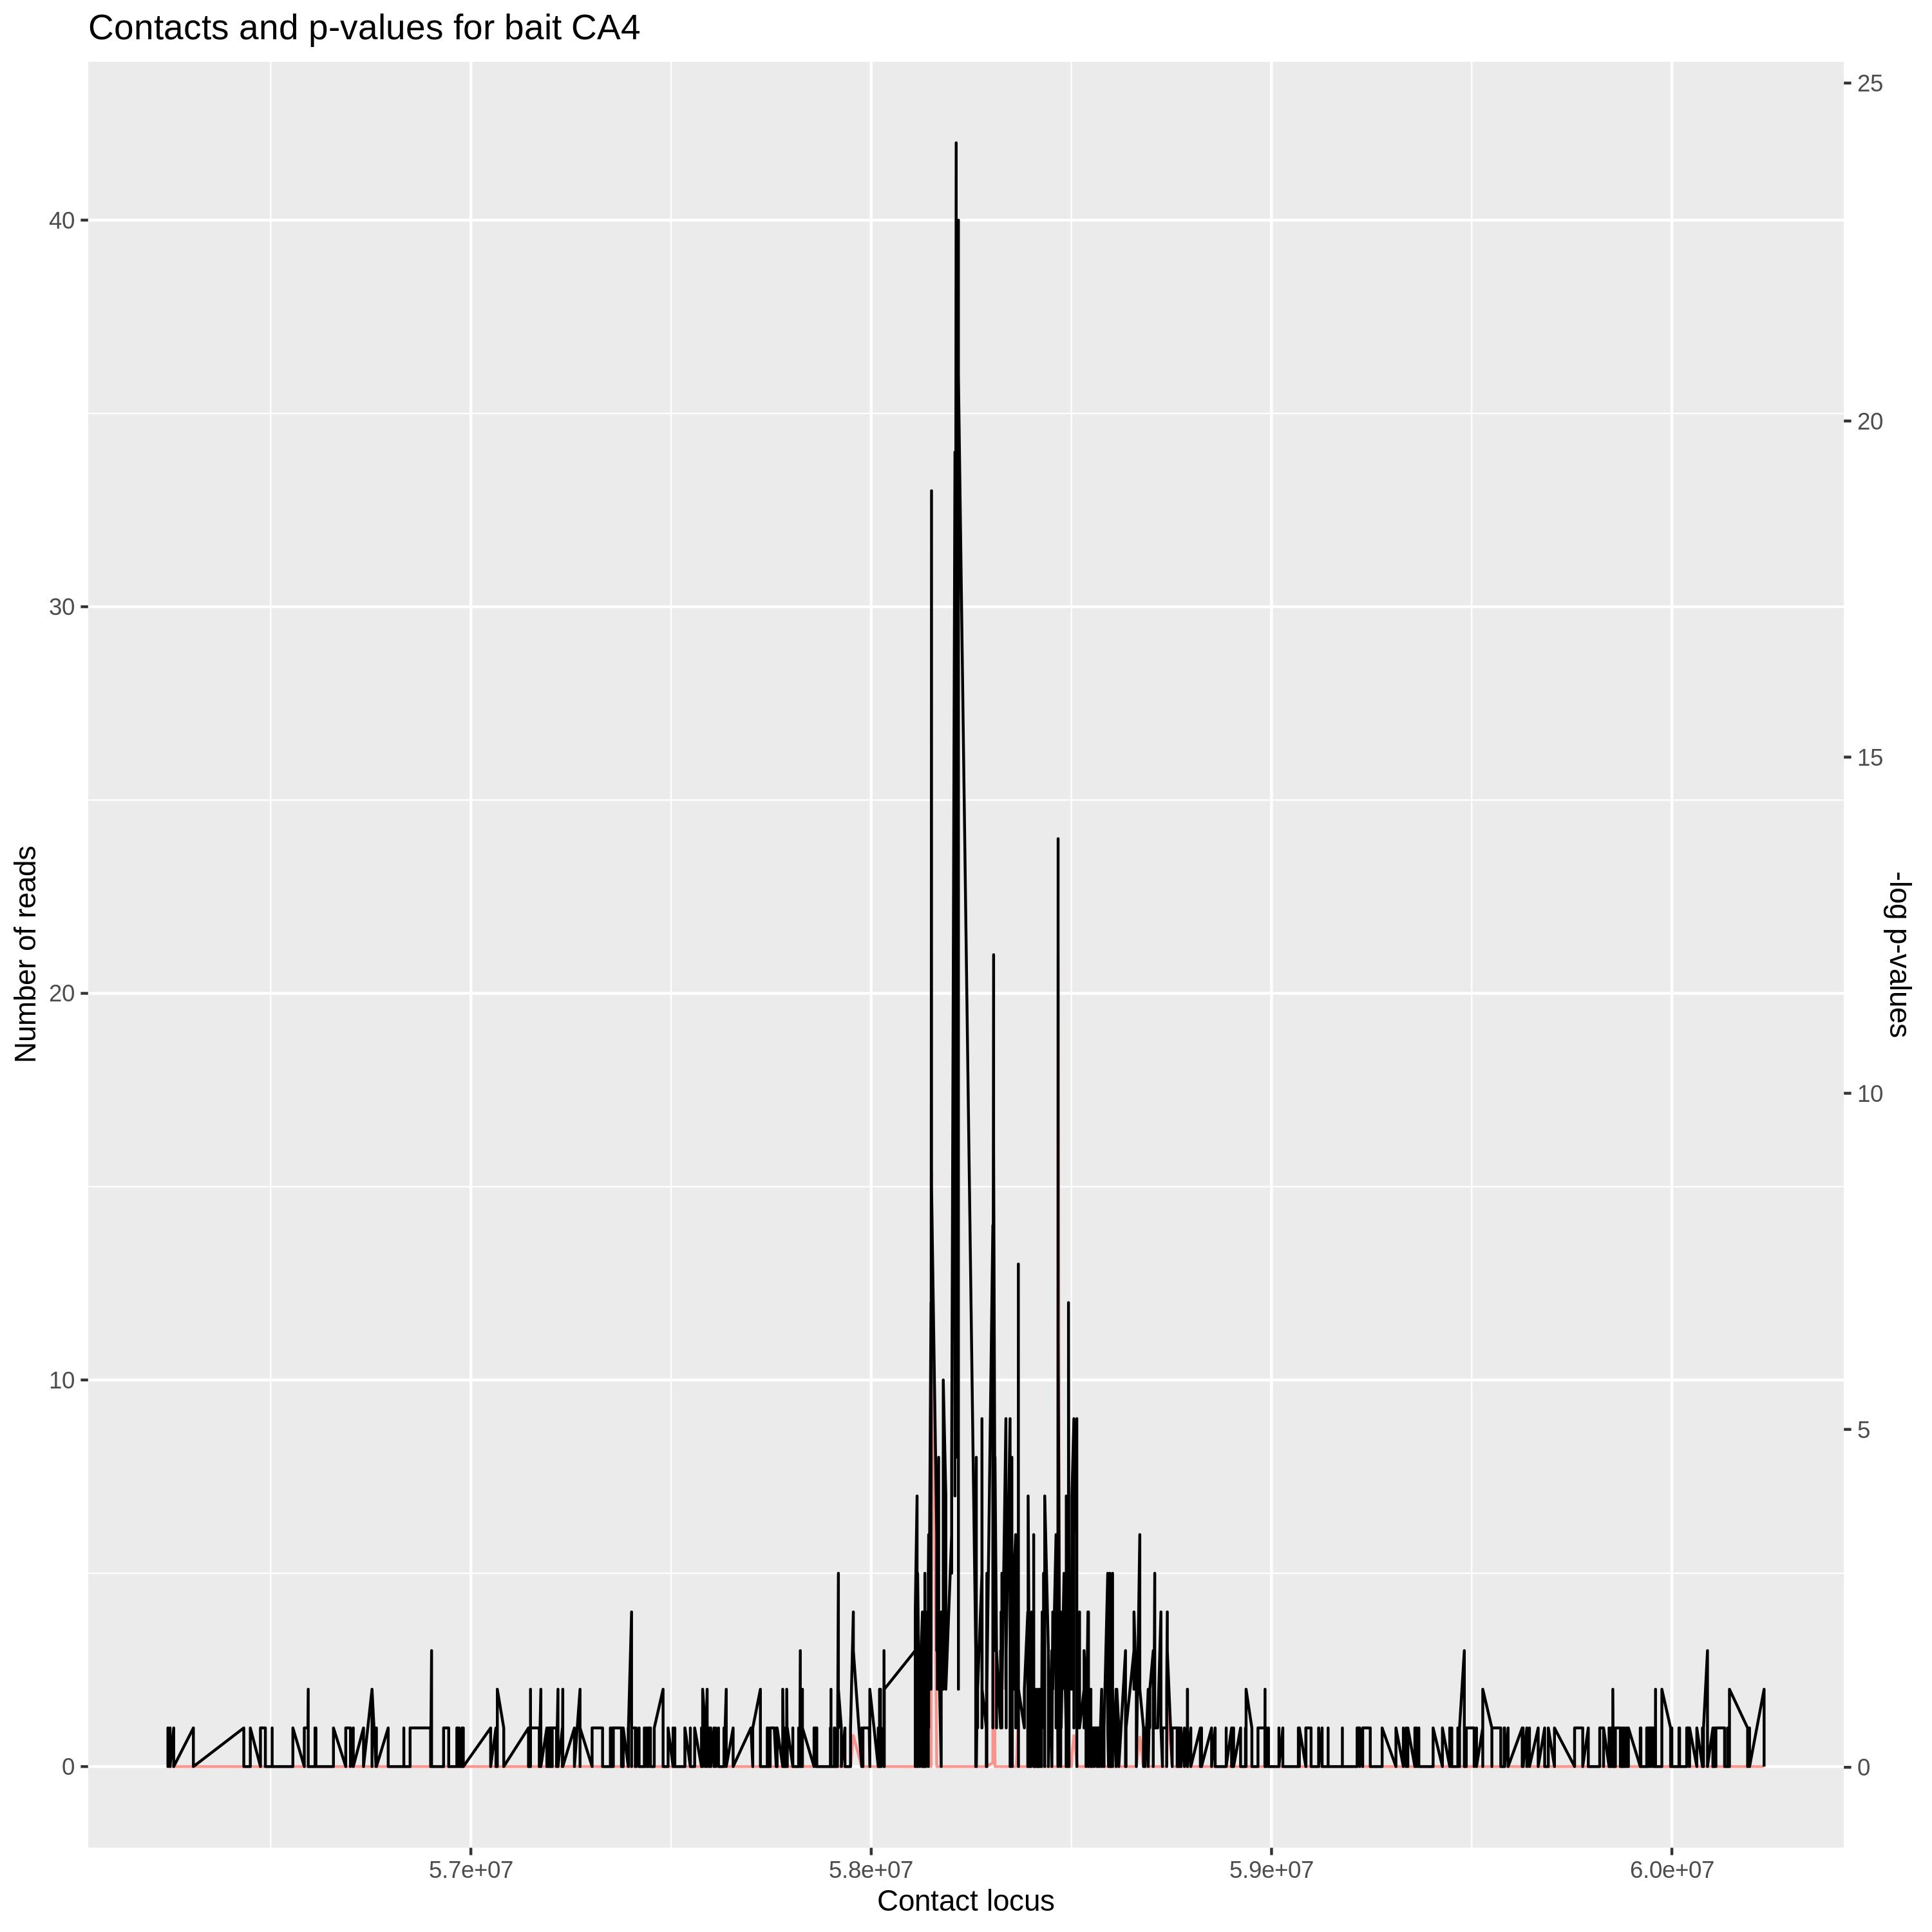 Contacts and p-values for bait CA4
Number of reads
40
30
20
10
0
25
20
15
10
5
0
-log p-values
5.7e+07
5.8e+07
5.9e+07
6.0e+07
Contact locus